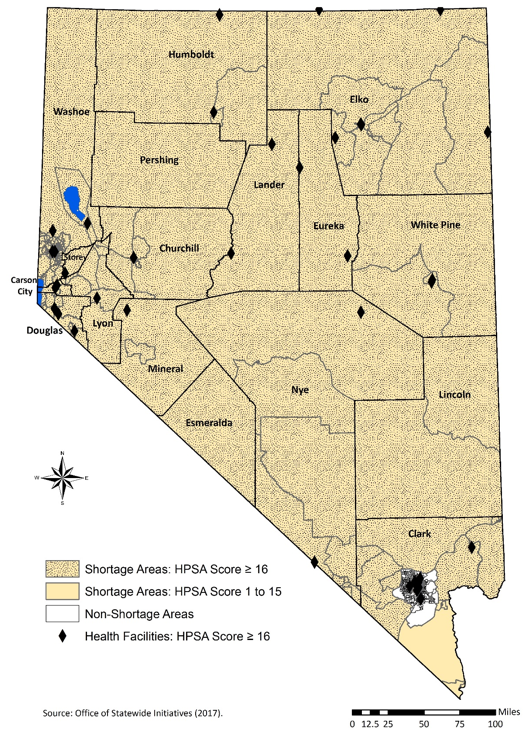 Humboldt
Elko
Washoe
Pershing
Lander
Eureka
White Pine
Churchill
Storey
Carson
City
Lyon
Douglas
Mineral
Nye
Lincoln
Esmeralda
N
W
E
S
Clark
Shortage Areas: HPSA Score ≥ 16
Shortage Areas: HPSA Score 1 to 15
Non-Shortage Areas
Health Facilities: HPSA Score ≥ 16
Source: Office of Statewide Initiatives (2017).
Miles
0 12.5 25 50 75 100